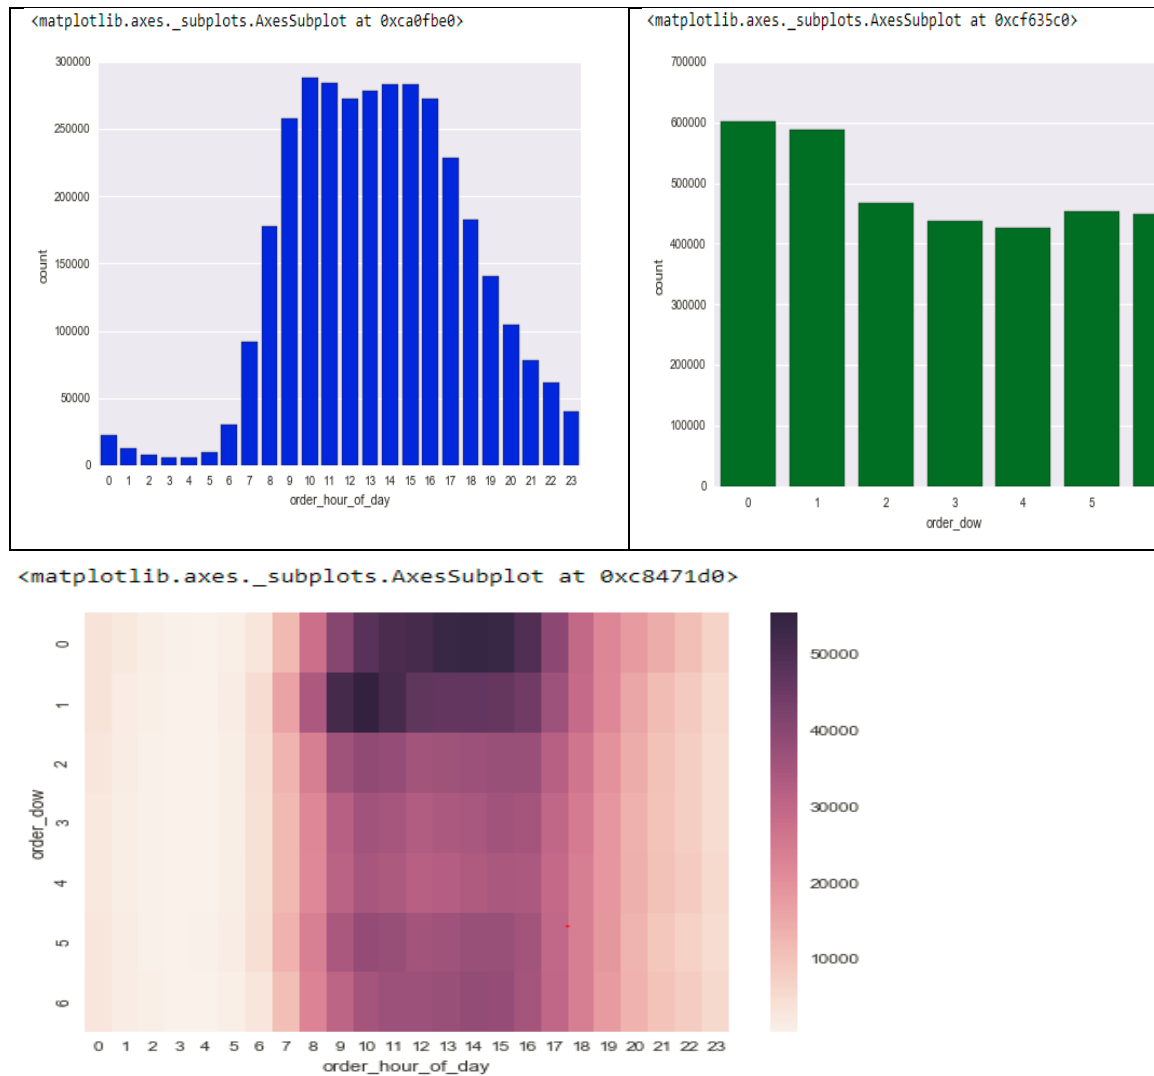 <matplotlib.axes._subplots.AxesSubplot at 0xca0fbe0>
300000
250000
200000
150000
100000
50000
0
count
0 1 2 3 4 5 6 7 8 9 10 11 12 13 14 15 16 17 18 19 20 21 22 23
order_hour_of_day
<matplotlib.axes._subplots.AxesSubplot at 0xcf635c0>
700000
600000
500000
400000
300000
200000
100000
0
count
0 1 2 3 4 5
order_dow
<matplotlib.axes._subplots.AxesSubplot at 0xc8471d0>
order_dow
0
1
2
3
4
5
6
0 1 2 3 4 5 6 7 8 9 10 11 12 13 14 15 16 17 18 19 20 21 22 23
order_hour_of_day
50000
40000
30000
20000
10000